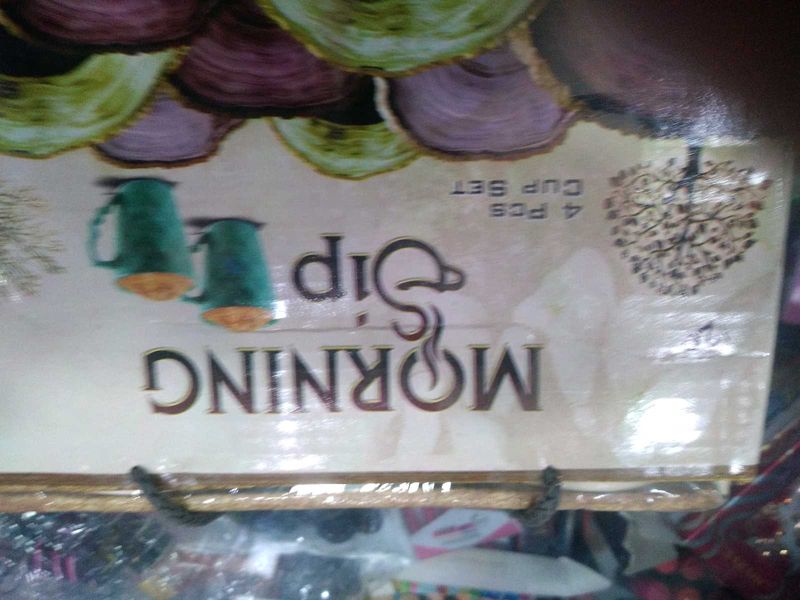 MORNING
Sip
4 Pcs
CUP SET